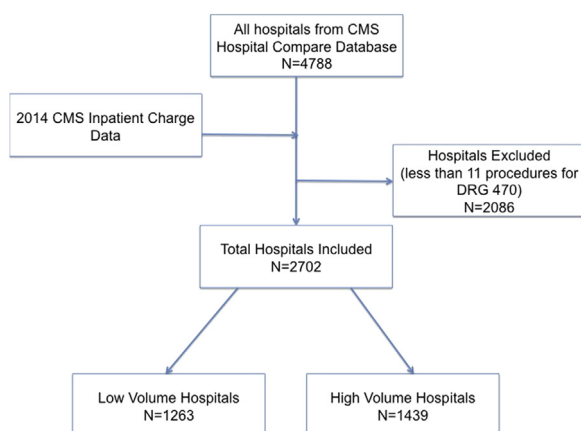 All hospitals from CMS
Hospital Compare Database
N=4788
2014 CMS Inpatient Charge
Data
Hospitals Excluded
(less than 11 procedures for
DRG 470)
N=2086
Total Hospitals Included
N=2702
Low Volume Hospitals
N=1263
High Volume Hospitals
N=1439